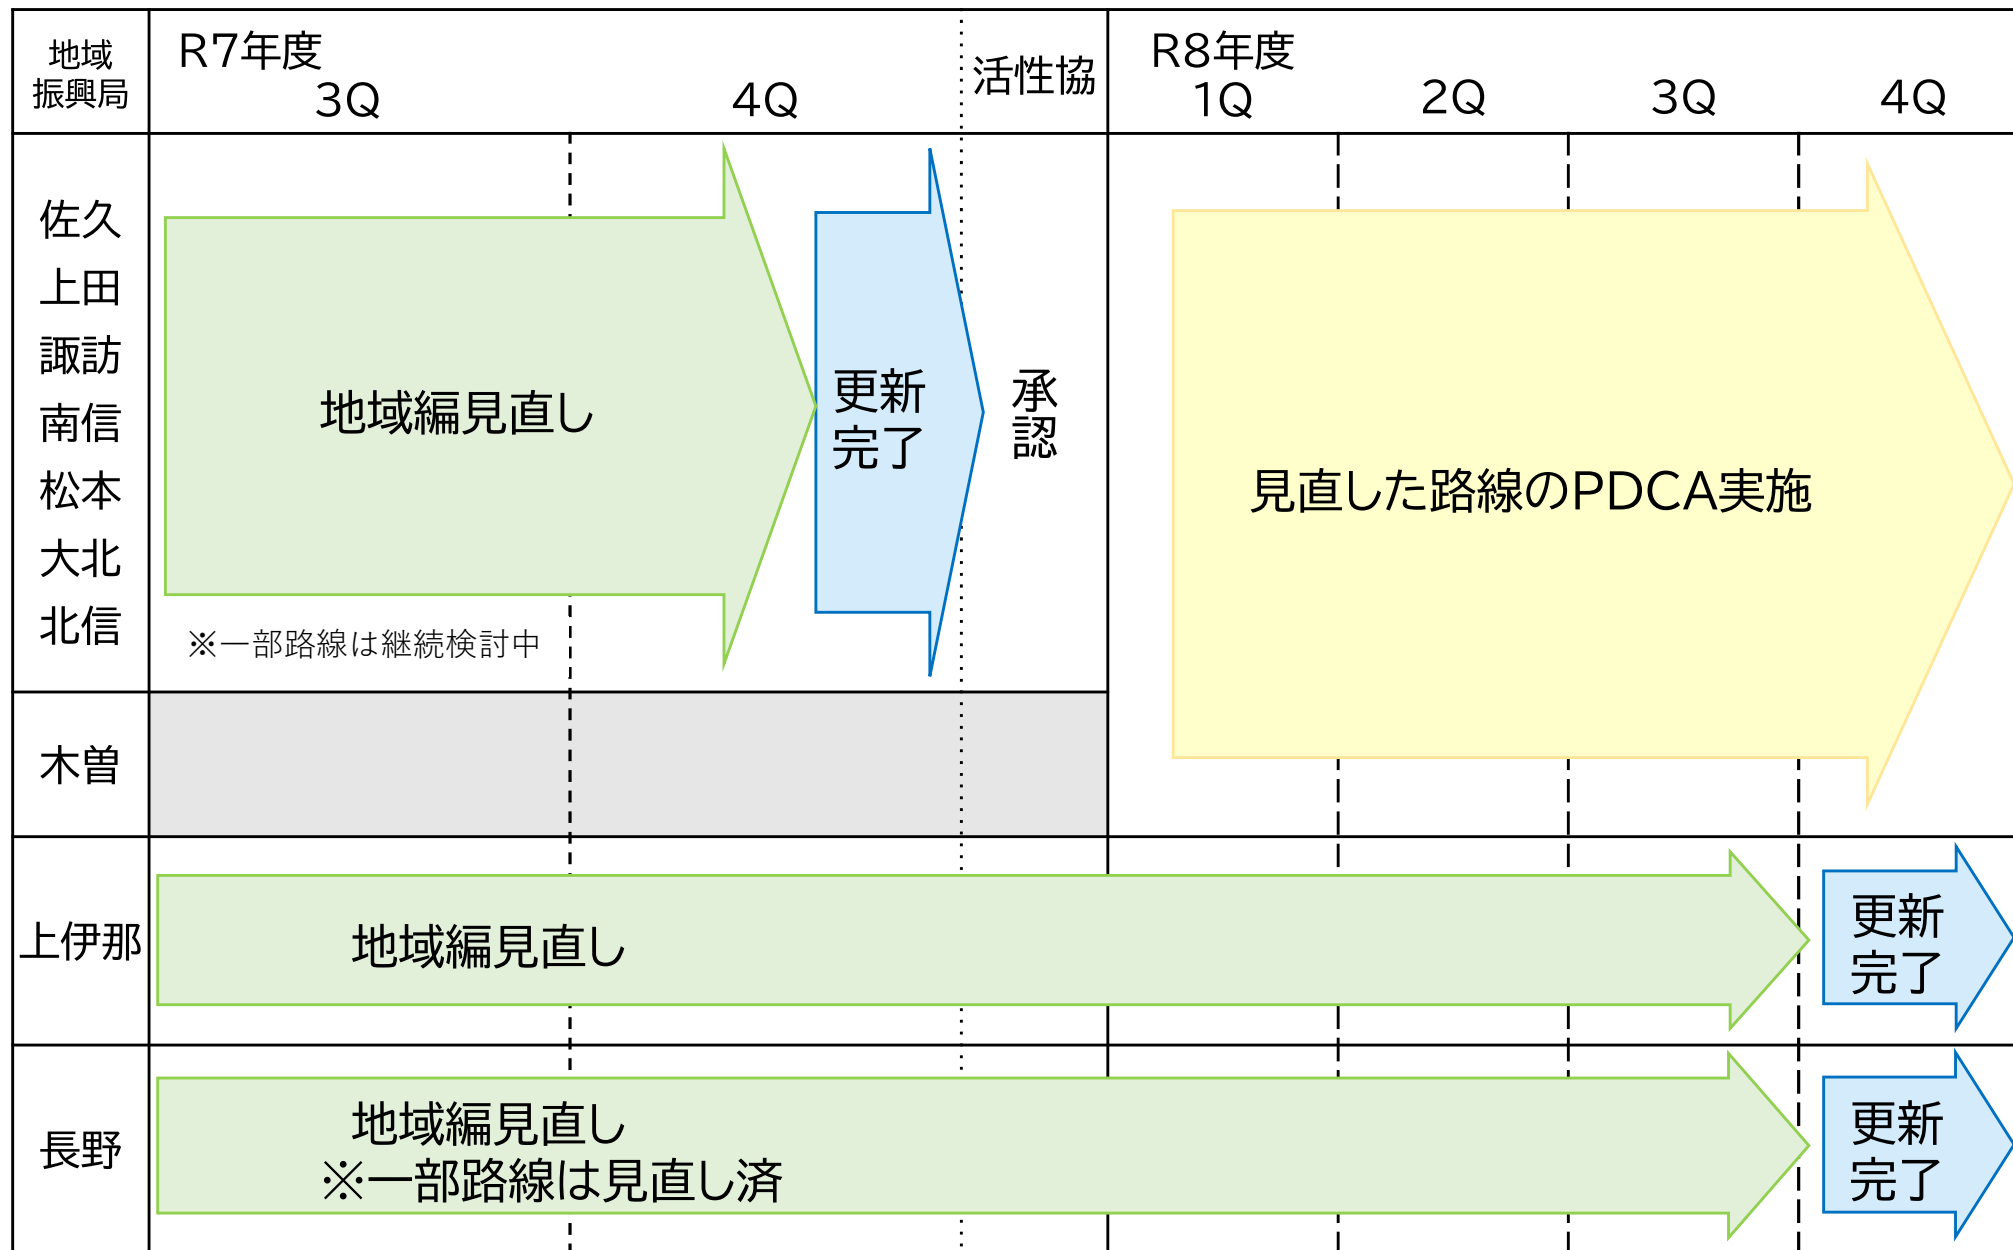 地域
振興局
R7年度
3Q
4Q
活性協
R8年度
1Q
2Q
3Q
4Q
佐久
上田
諏訪
南信
松本
大北
北信
地域編見直し
※一部路線は継続検討中
更新
完了
承認
見直した路線のPDCA実施
木曽
上伊那
地域編見直し
更新
完了
長野
地域編見直し
※一部路線は見直し済
更新
完了